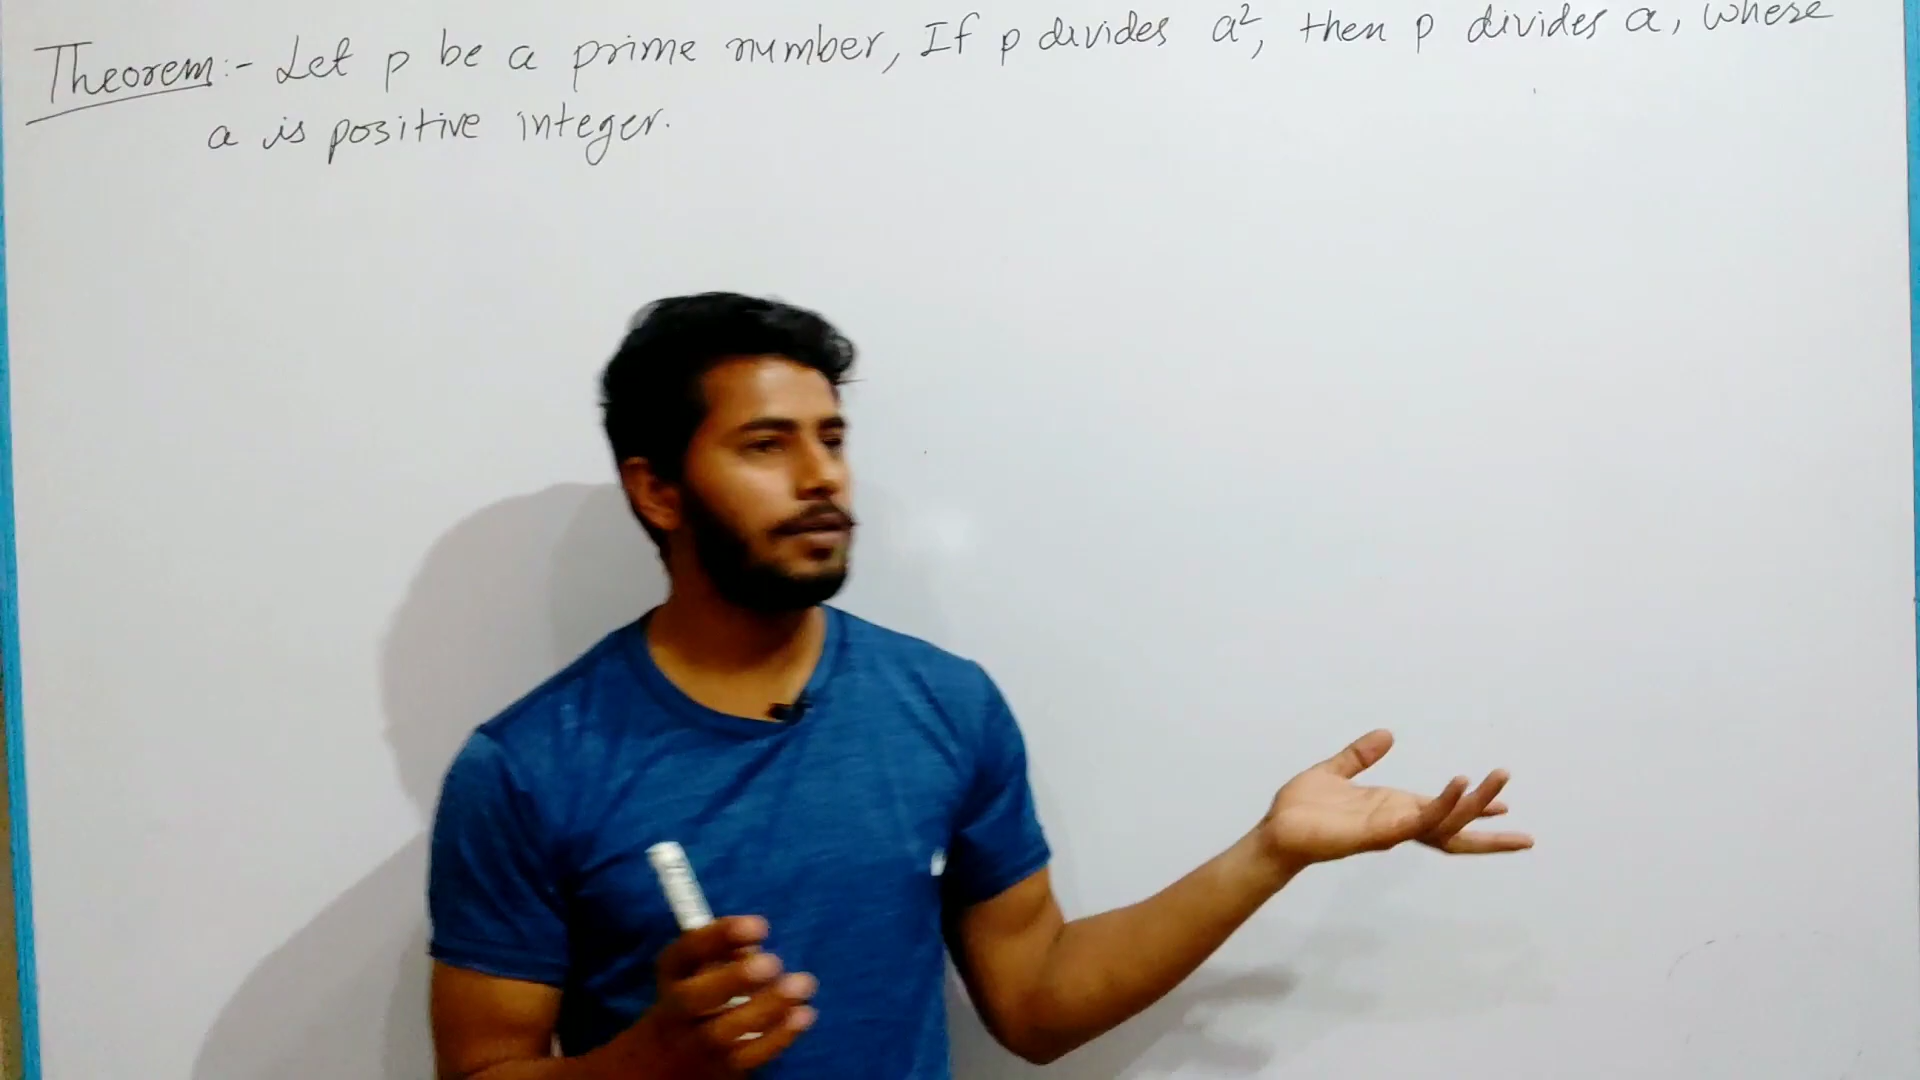 Theorem:- Let p be a prime number, If p divides a², then p divides a, where
a is positive integer.